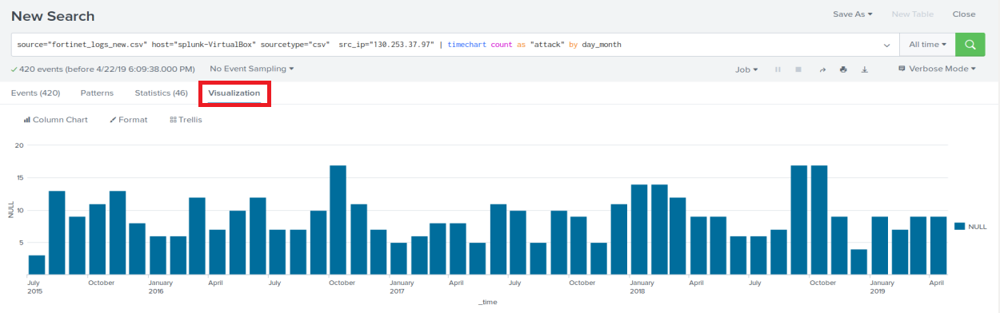 New Search
Save As ▾ New Table Close
source="fortinet_logs_new.csv" host="splunk-VirtualBox" sourcetype="csv"  src_ip="130.253.37.97" | timechart count as "attack" by day_month
All time ▾
✓ 420 events (before 4/22/19 6:09:38.000 PM) No Event Sampling ▾
Job ▾ Verbose Mode ▾
Events (420) Patterns Statistics (46) Visualization
Column Chart Format Trellis
20
15
10
5
NULL
NULL
July October January April July October January April July October January April July October January April
2015 2016 2017 2018 2019
_time